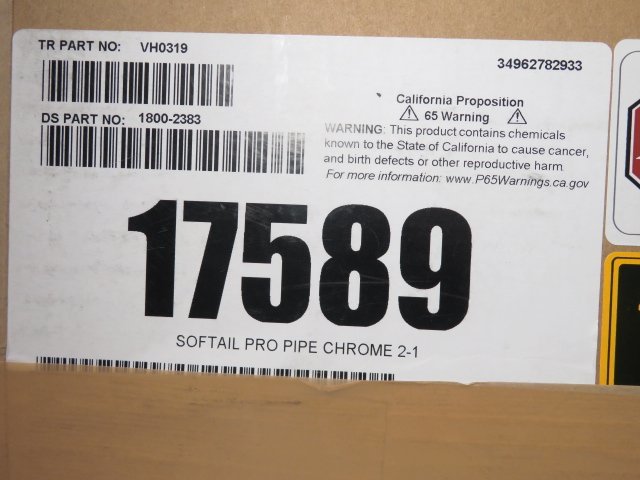 TR PART NO: VH0319
34962782933
DS PART NO: 1800-2383
California Proposition
65 Warning
WARNING: This product contains chemicals
known to the State of California to cause cancer,
and birth defects or other reproductive harm.
For more information: www.P65Warnings.ca.gov
17589
SOFTAIL PRO PIPE CHROME 2-1